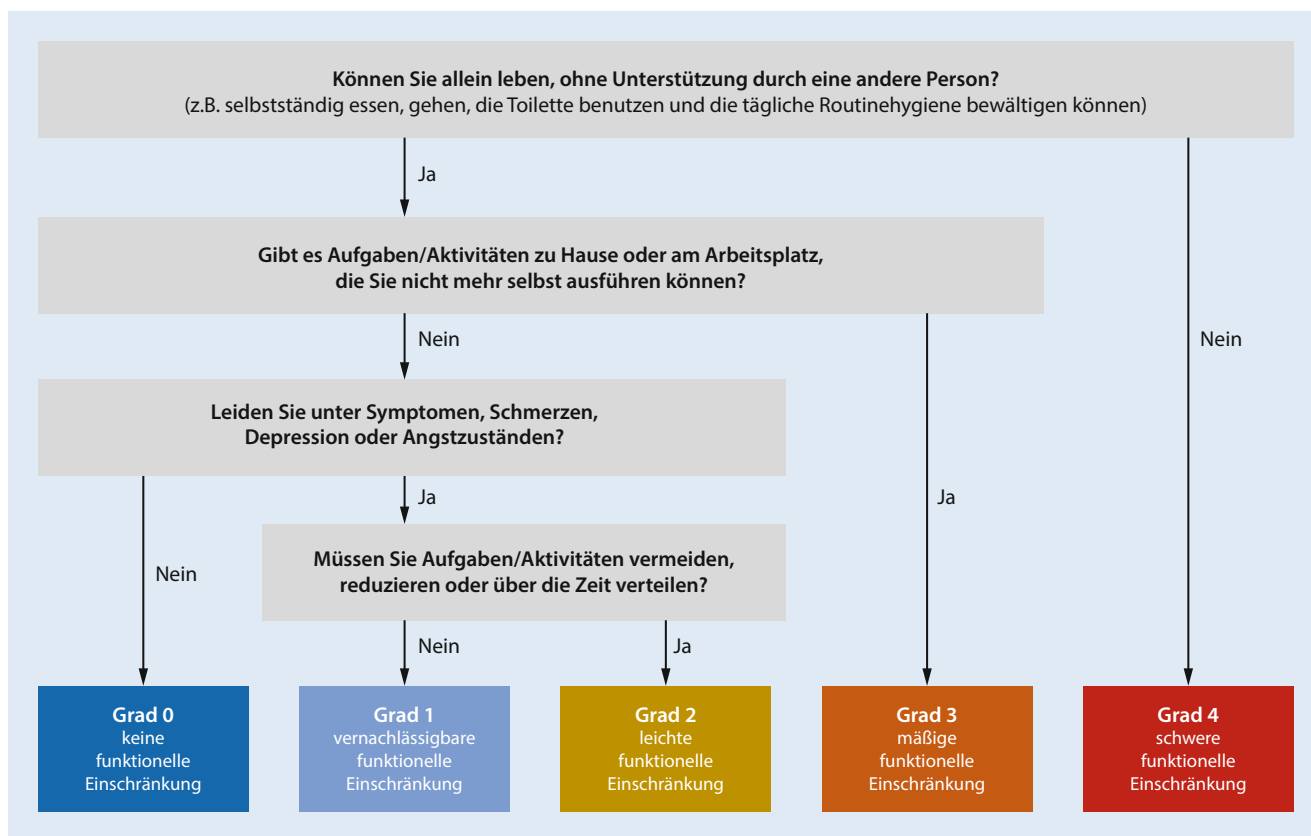 Können Sie allein leben, ohne Unterstützung durch eine andere Person?
(z.B. selbstständig essen, gehen, die Toilette benutzen und die tägliche Routinehygiene bewältigen können)
Ja
Nein
Gibt es Aufgaben/Aktivitäten zu Hause oder am Arbeitsplatz,
die Sie nicht mehr selbst ausführen können?
Nein
Ja
Leiden Sie unter Symptomen, Schmerzen,
Depression oder Angstzuständen?
Nein
Ja
Müssen Sie Aufgaben/Aktivitäten vermeiden,
reduzieren oder über die Zeit verteilen?
Nein
Ja
Grad 0
keine
funktionelle
Einschränkung
Grad 1
vernachlässigbare
funktionelle
Einschränkung
Grad 2
leichte
funktionelle
Einschränkung
Grad 3
mäßige
funktionelle
Einschränkung
Grad 4
schwere
funktionelle
Einschränkung